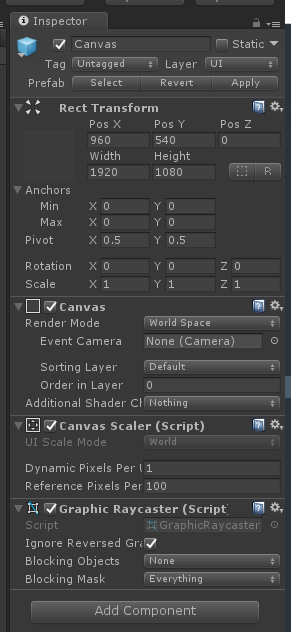 Inspector
Canvas Static
Tag Untagged Layer UI
Prefab Select Revert Apply
Rect Transform
Pos X Pos Y Pos Z
960 540 0
Width Height
1920 1080 R
Anchors
Min X 0 Y 0
Max X 0 Y 0
Pivot X 0.5 Y 0.5
Rotation X 0 Y 0 Z 0
Scale X 1 Y 1 Z 1
Canvas
Render Mode World Space
Event Camera None (Camera)
Sorting Layer Default
Order in Layer 0
Additional Shader Ch Nothing
Canvas Scaler (Script)
UI Scale Mode World
Dynamic Pixels Per U 1
Reference Pixels Per 100
Graphic Raycaster (Script)
Script GraphicRaycaster
Ignore Reversed Gra
Blocking Objects None
Blocking Mask Everything
Add Component